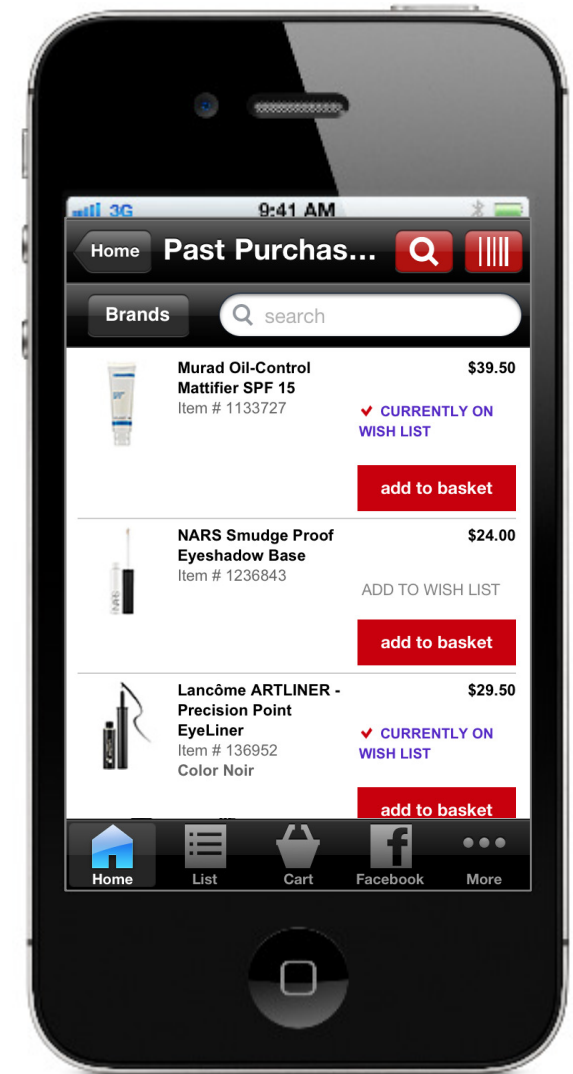 3G 9:41 AM
Home Past Purchas...
Brands search
Murad Oil-Control
Mattifier SPF 15
Item # 1133727
$39.50
CURRENTLY ON
WISH LIST
add to basket
NARS Smudge Proof
Eyeshadow Base
Item # 1236843
$24.00
ADD TO WISH LIST
add to basket
NARS
Lancôme ARTLINER -
Precision Point
EyeLiner
Item # 136952
Color Noir
$29.50
CURRENTLY ON
WISH LIST
add to basket
Home List Cart Facebook More